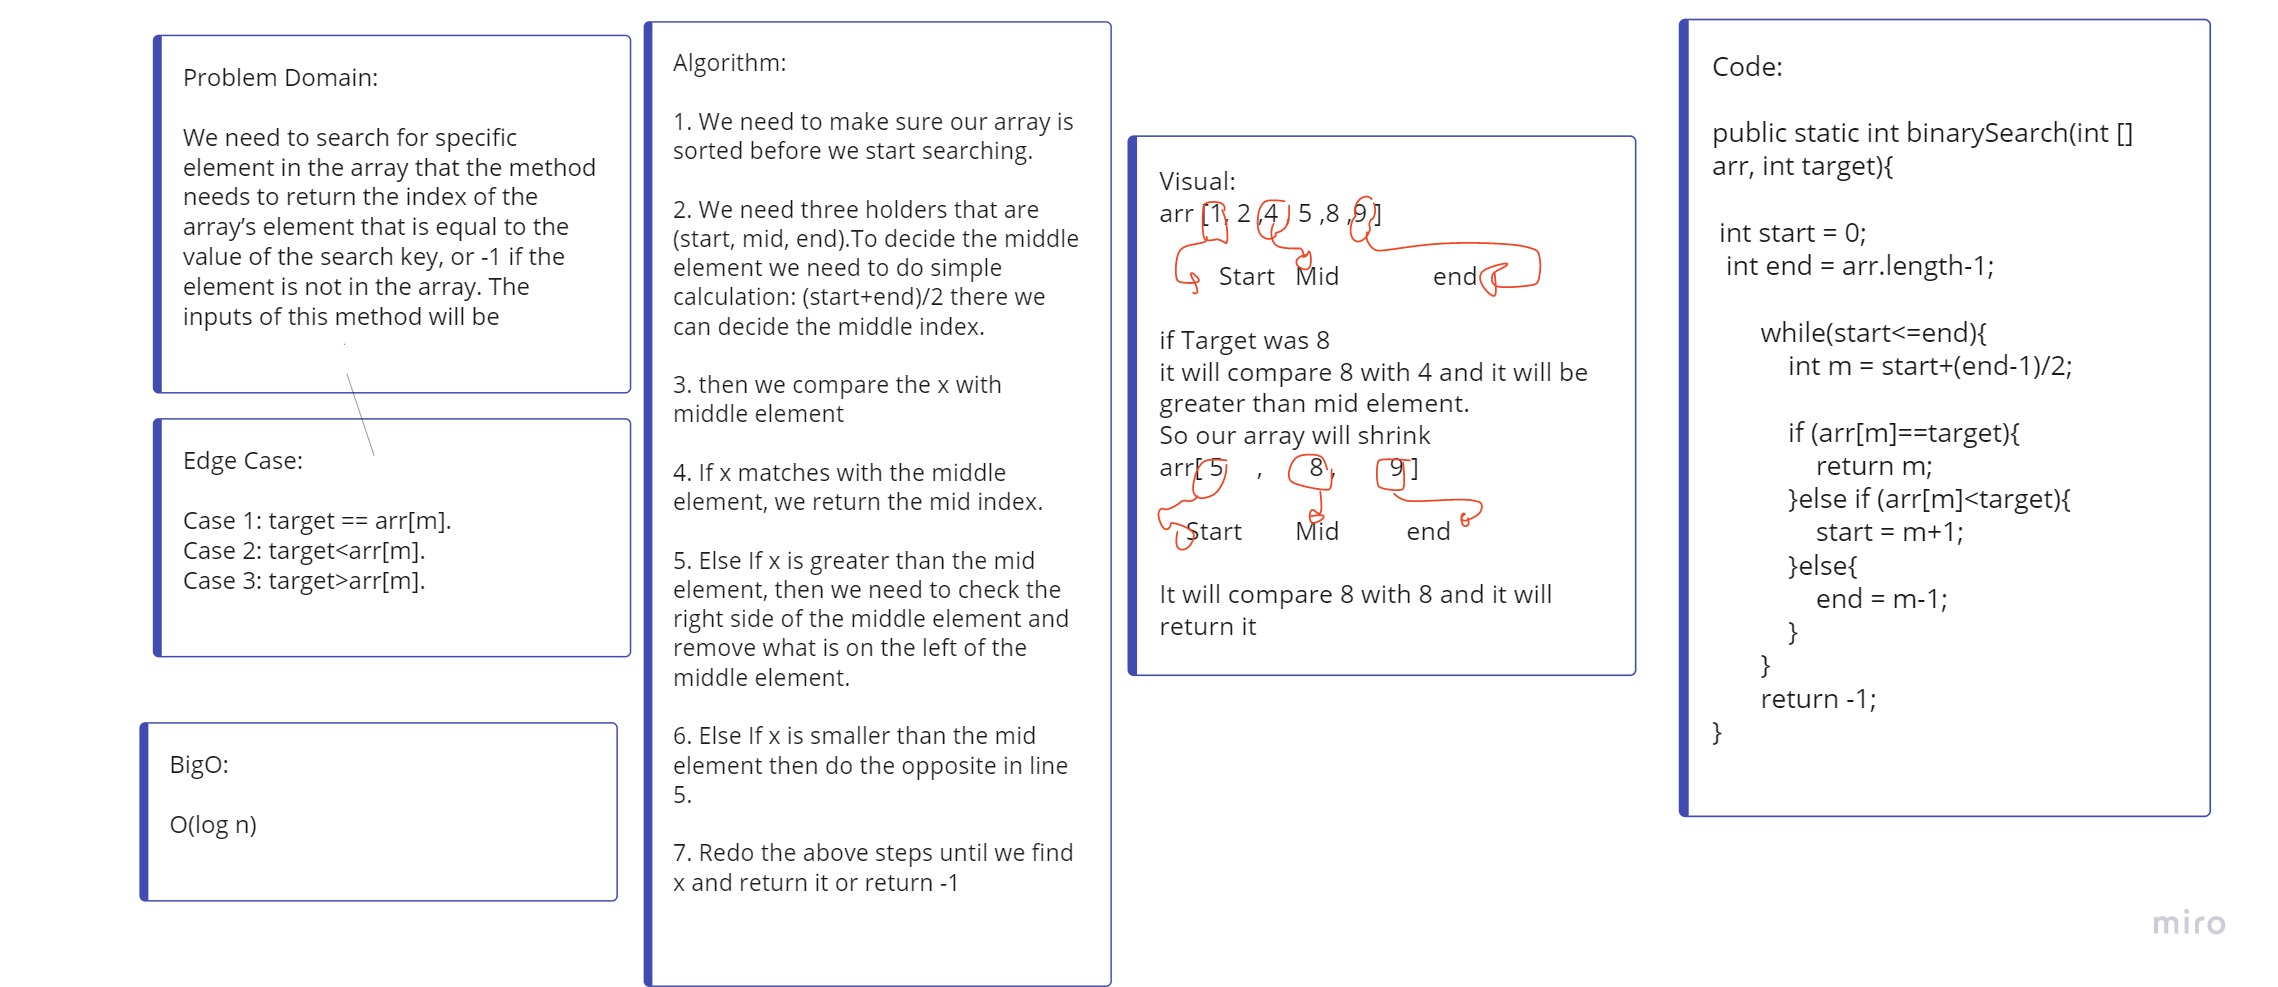 Problem Domain:
We need to search for specific
element in the array that the method
needs to return the index of the
array’s element that is equal to the
value of the search key, or -1 if the
element is not in the array. The
inputs of this method will be
Edge Case:
Case 1: target == arr[m].
Case 2: target<arr[m].
Case 3: target>arr[m].
BigO:
O(log n)
Algorithm:
1. We need to make sure our array is
sorted before we start searching.
2. We need three holders that are
(start, mid, end).To decide the middle
element we need to do simple
calculation: (start+end)/2 there we
can decide the middle index.
3. then we compare the x with
middle element
4. If x matches with the middle
element, we return the mid index.
5. Else If x is greater than the mid
element, then we need to check the
right side of the middle element and
remove what is on the left of the
middle element.
6. Else If x is smaller than the mid
element then do the opposite in line
5.
7. Redo the above steps until we find
x and return it or return -1
Visual:
arr [1, 2 ,4, 5 ,8 ,9 ]
Start Mid end
if Target was 8
it will compare 8 with 4 and it will be
greater than mid element.
So our array will shrink
arr[ 5 , 8 , 9 ]
Start Mid end
It will compare 8 with 8 and it will
return it
Code:
public static int binarySearch(int []
arr, int target){
int start = 0;
int end = arr.length-1;
while(start<=end){
int m = start+(end-1)/2;
if (arr[m]==target){
return m;
}else if (arr[m]<target){
start = m+1;
}else{
end = m-1;
}
}
return -1;
}
miro